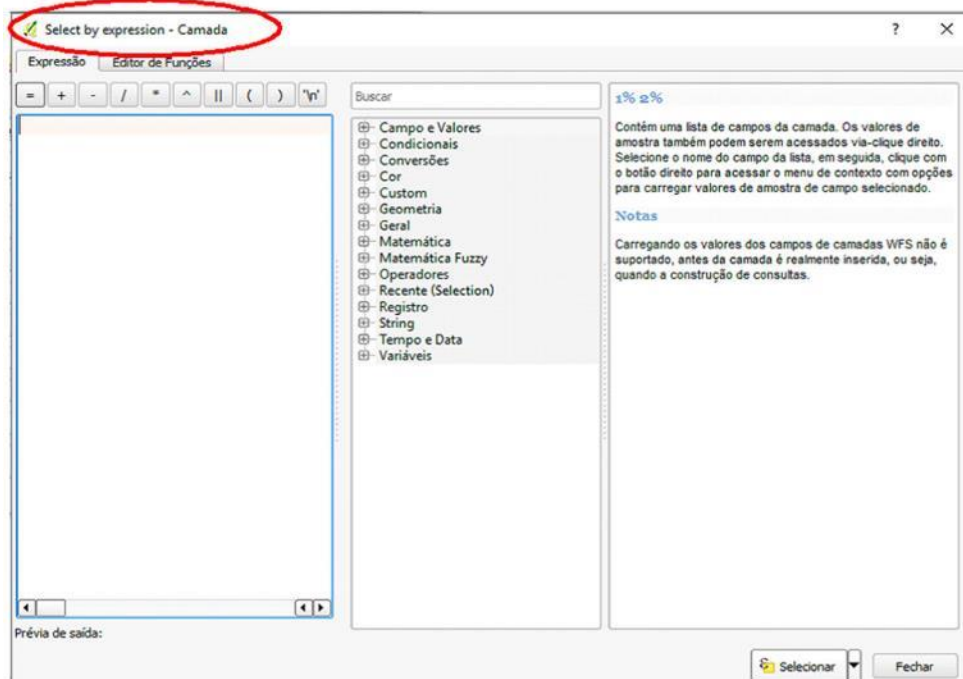 Select by expression - Camada
? X
Expressão Editor de Funções
= + - / * ^ || ( ) '\n'
Buscar
Campo e Valores
Condicionais
Conversões
Cor
Custom
Geometria
Geral
Matemática
Matemática Fuzzy
Operadores
Recente (Selection)
Registro
String
Tempo e Data
Variáveis
1% 2%
Contém uma lista de campos da camada. Os valores de
amostra também podem serem acessados via-clique direito.
Selecione o nome do campo da lista, em seguida, clique com
o botão direito para acessar o menu de contexto com opções
para carregar valores de amostra de campo selecionado.
Notas
Carregando os valores dos campos de camadas WFS não é
suportado, antes da camada é realmente inserida, ou seja,
quando a construção de consultas.
Prévia de saída:
Selecionar
Fechar